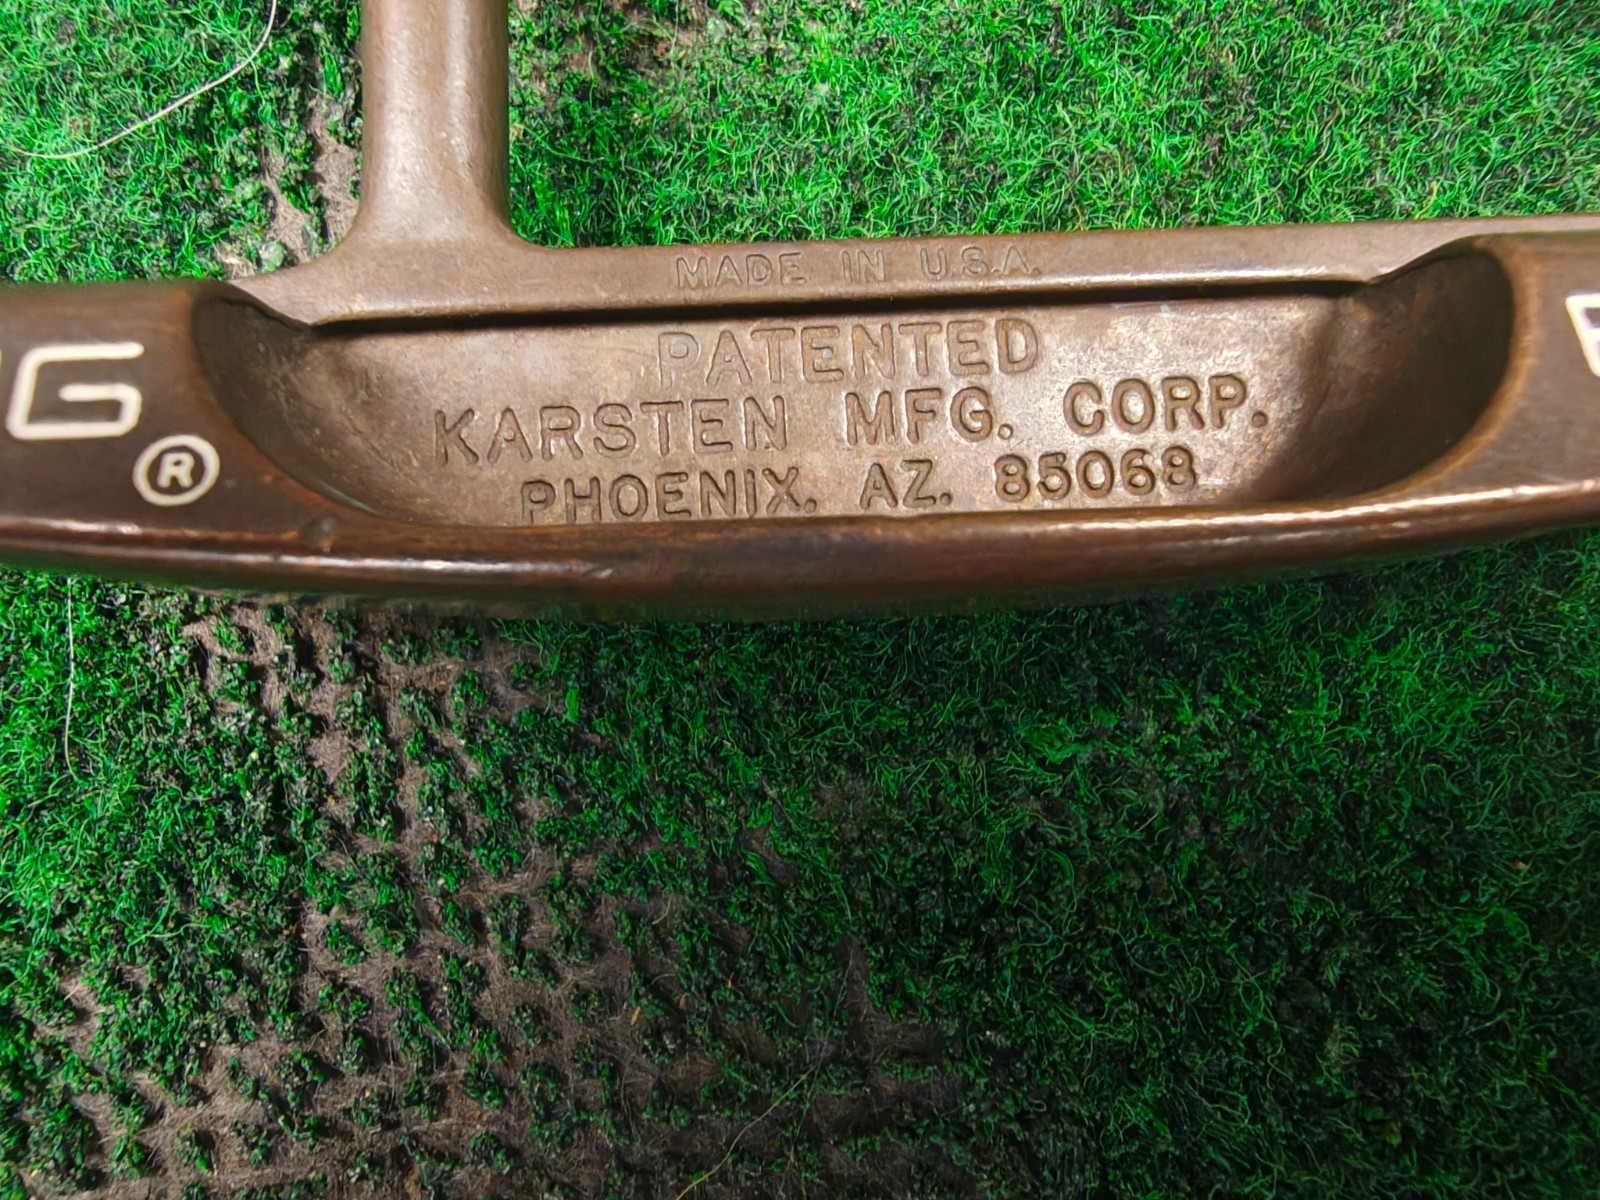 MADE IN U.S.A.
PATENTED
KARSTEN MFG. CORP.
PHOENIX. AZ. 85068
G ®